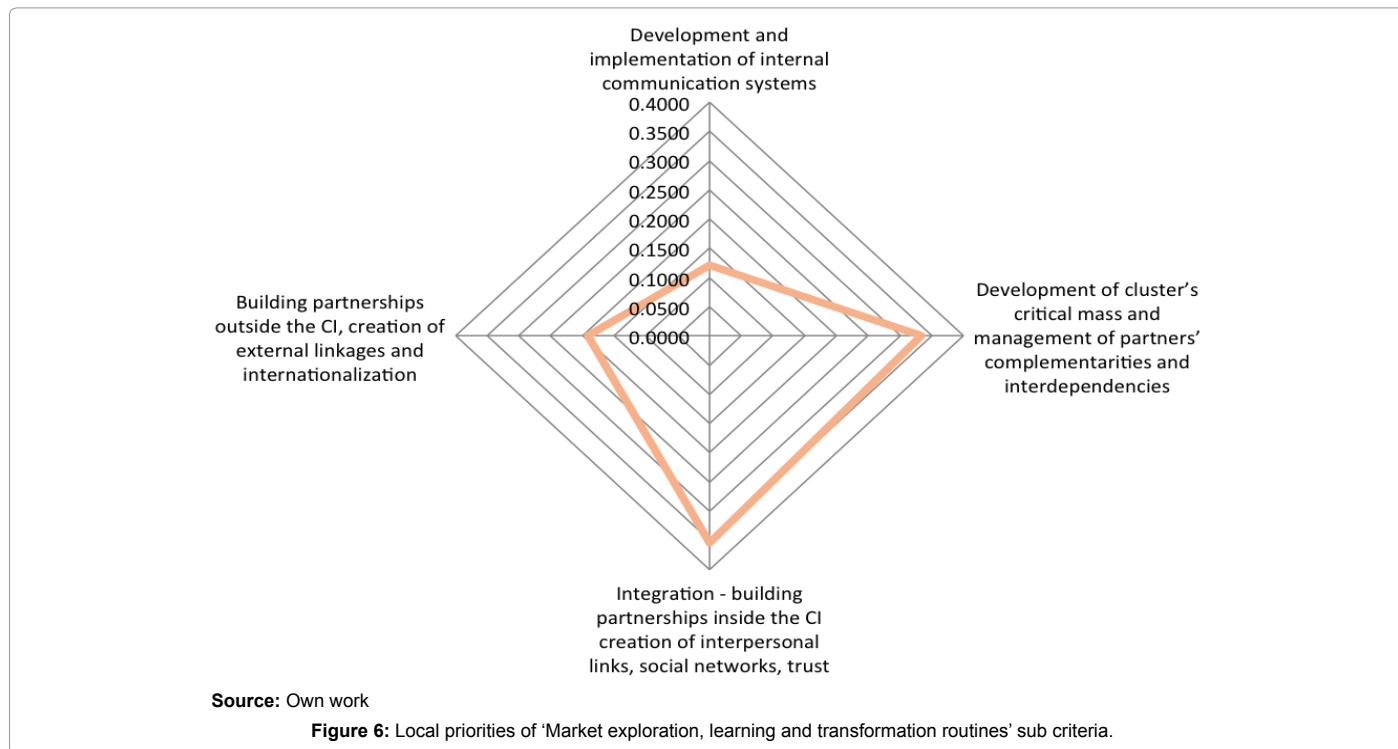 Development and
implementation of internal
communication systems
0.4000
0.3500
0.3000
0.2500
0.2000
0.1500
0.1000
0.0500
0.0000
Building partnerships
outside the CI, creation of
external linkages and
internationalization
Development of cluster’s
critical mass and
management of partners’
complementarities and
interdependencies
Integration - building
partnerships inside the CI
creation of interpersonal
links, social networks, trust
Source: Own work
Figure 6: Local priorities of ‘Market exploration, learning and transformation routines’ sub criteria.